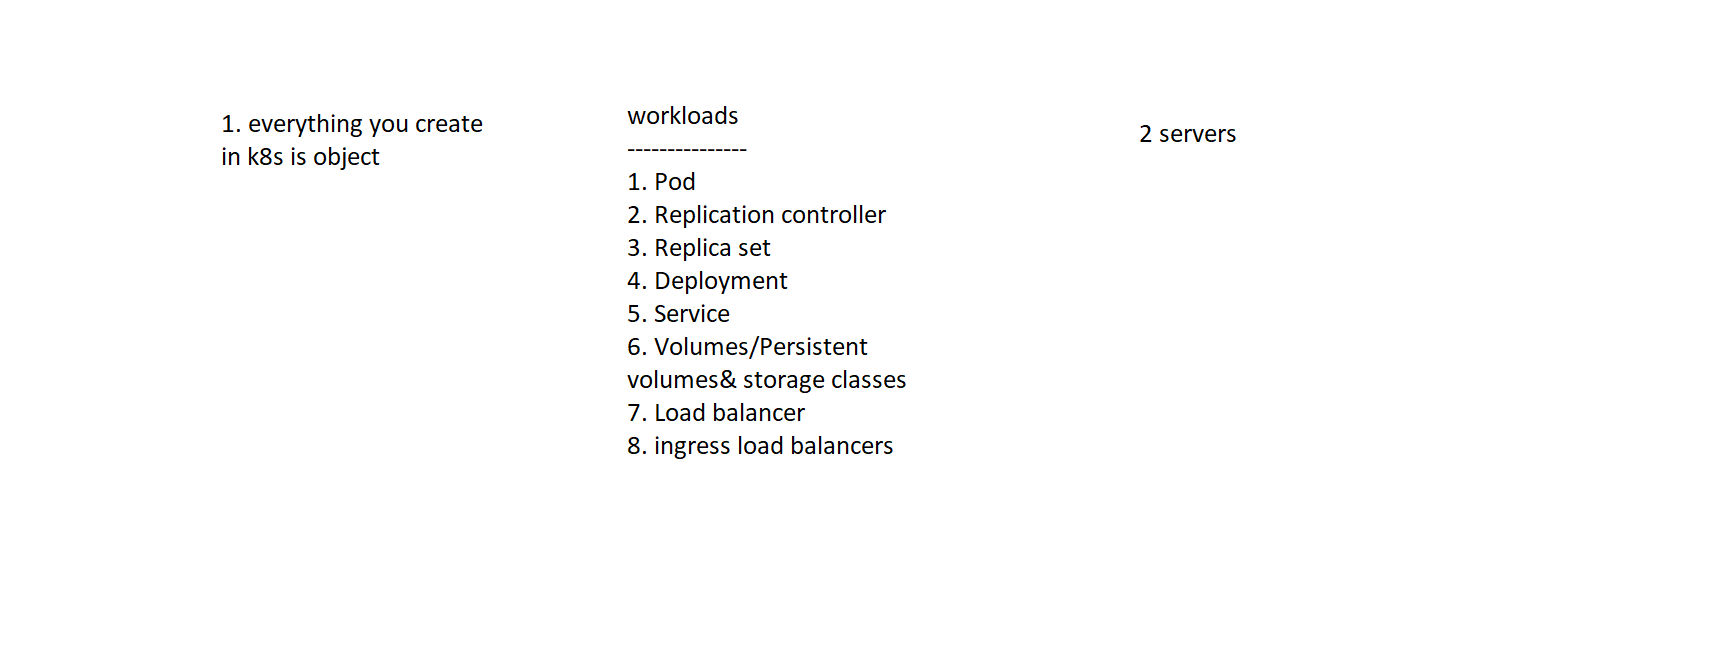 1. everything you create
in k8s is object
workloads
---------------
1. Pod
2. Replication controller
3. Replica set
4. Deployment
5. Service
6. Volumes/Persistent
volumes& storage classes
7. Load balancer
8. ingress load balancers
2 servers